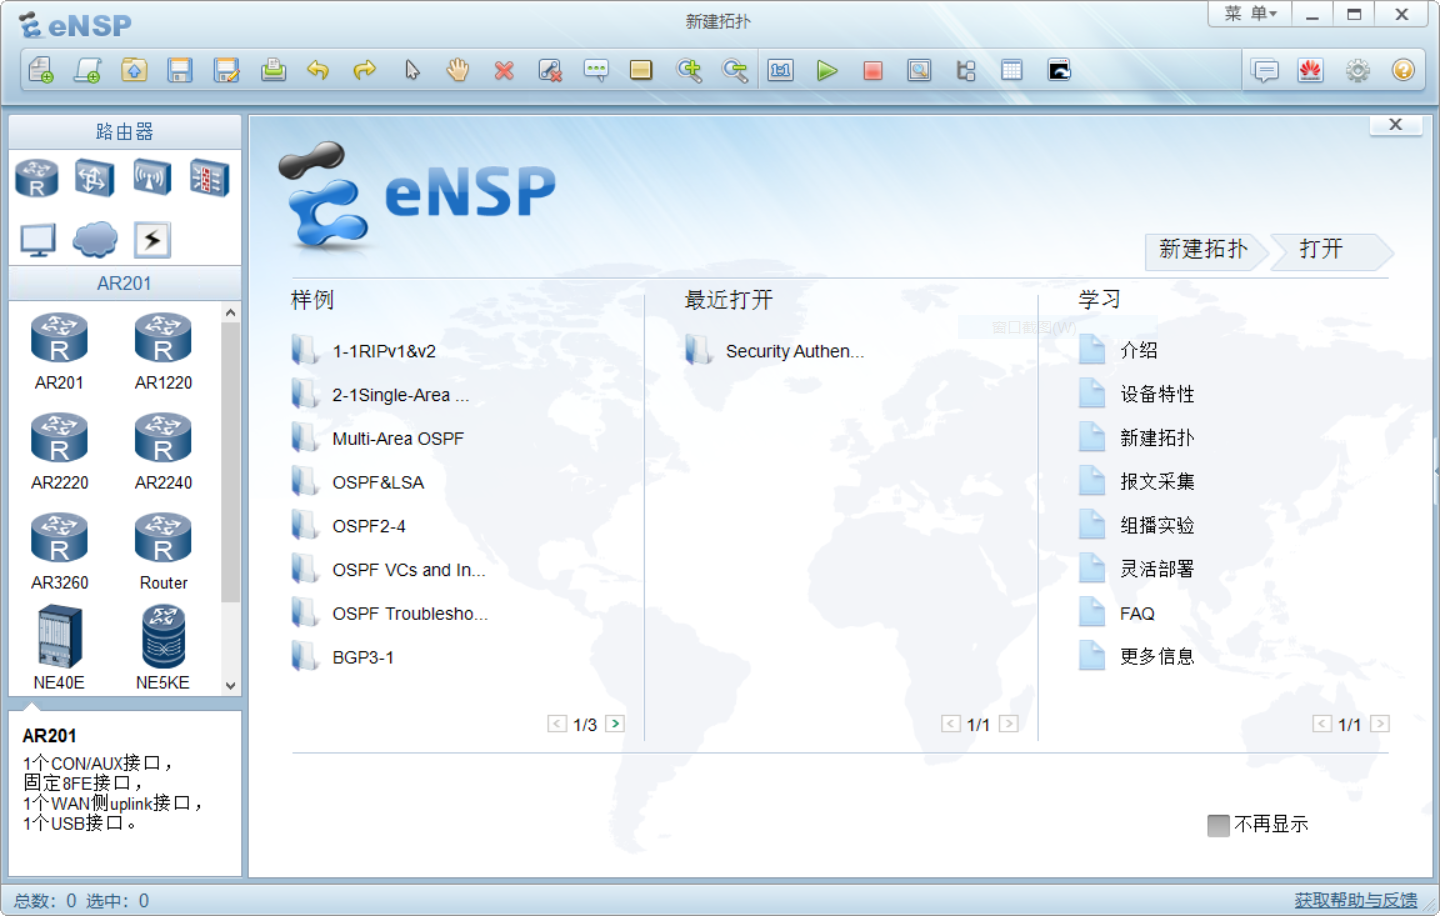 eNSP
新建拓扑
菜 单
1:1
路由器
R
AR201
R R
AR201 AR1220
R R
AR2220 AR2240
R R
AR3260 Router
NE40E NE5KE
AR201
1个CON/AUX接口，
固定8FE接口，
1个WAN侧uplink接口，
1个USB接口。
eNSP
新建拓扑 打开
样例
1-1RIPv1&v2
2-1Single-Area ...
Multi-Area OSPF
OSPF&LSA
OSPF2-4
OSPF VCs and In...
OSPF Troublesho...
BGP3-1
1/3
最近打开
Security Authen...
1/1
窗口截图(W)
学习
介绍
设备特性
新建拓扑
报文采集
组播实验
灵活部署
FAQ
更多信息
1/1
不再显示
总数：0 选中：0
获取帮助与反馈